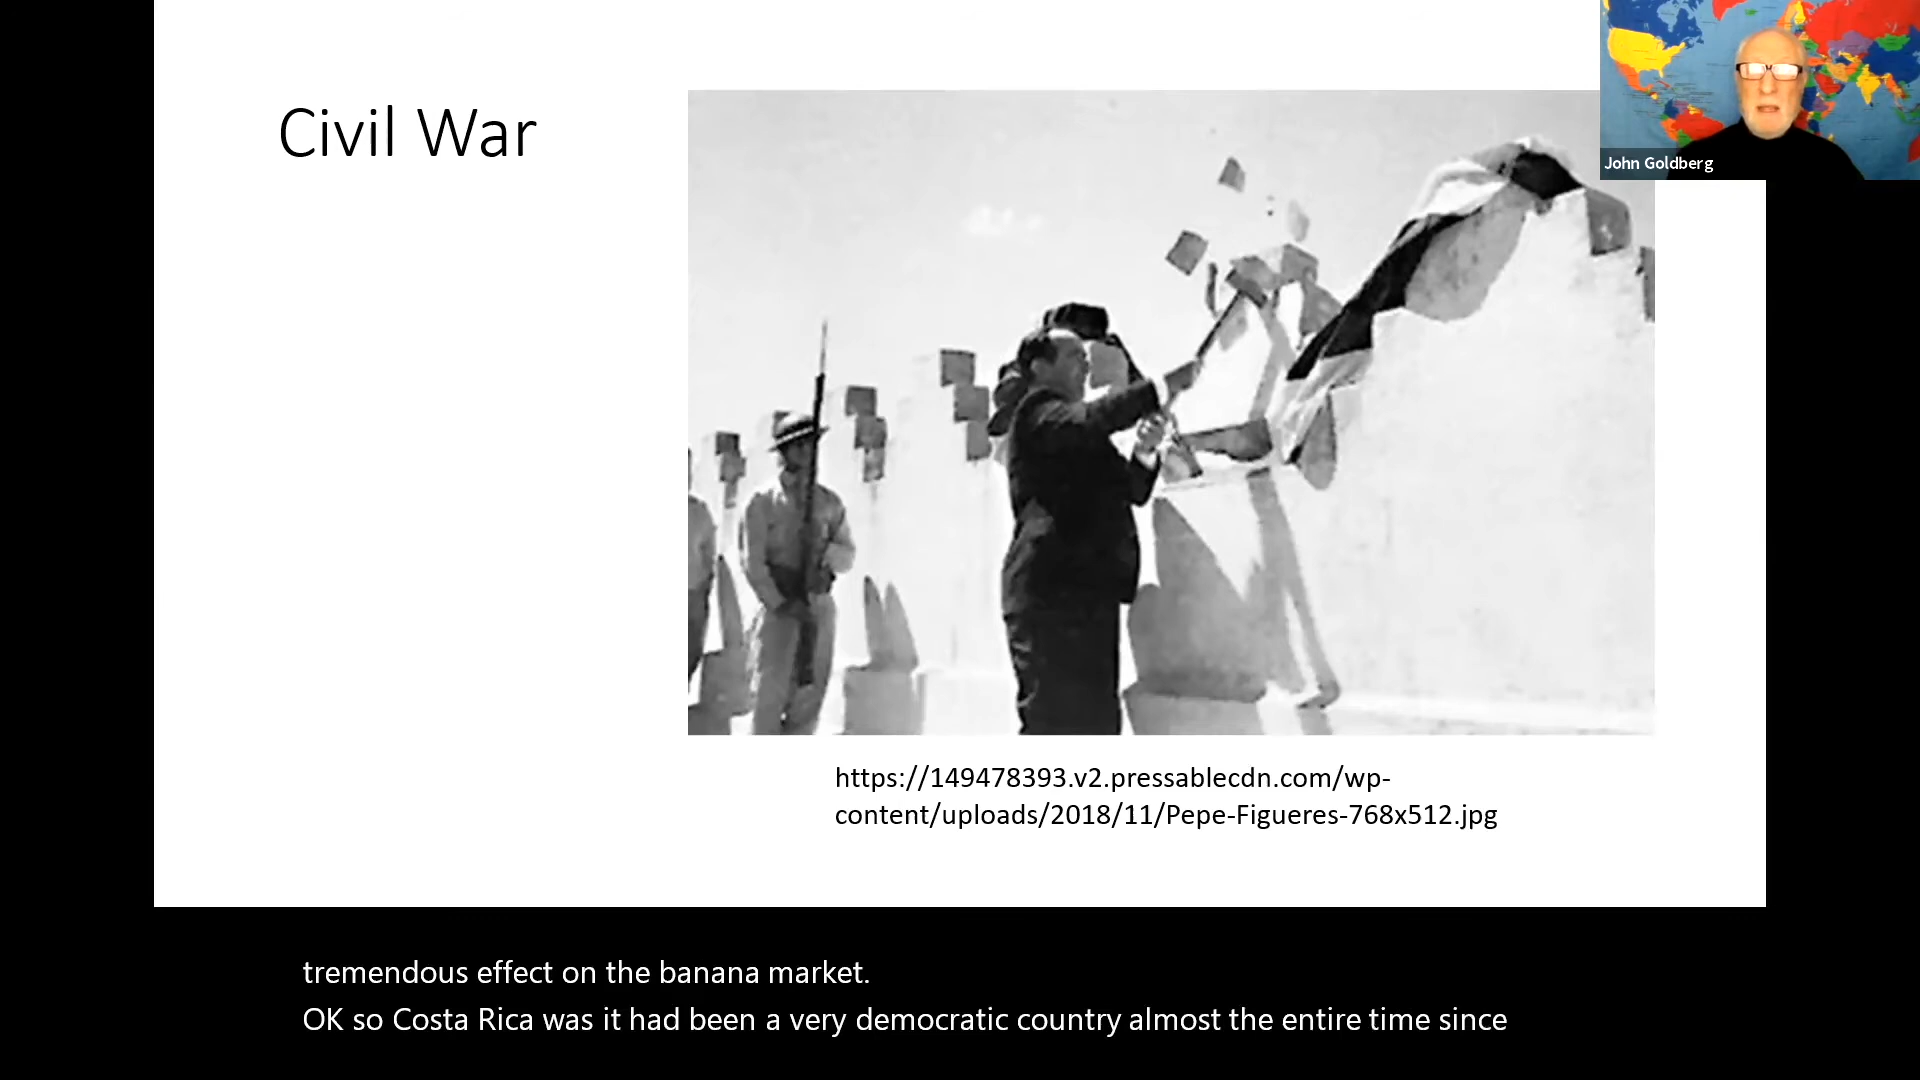 Civil War
John Goldberg
https://149478393.v2.pressablecdn.com/wp-
content/uploads/2018/11/Pepe-Figueres-768x512.jpg
tremendous effect on the banana market.
OK so Costa Rica was it had been a very democratic country almost the entire time since